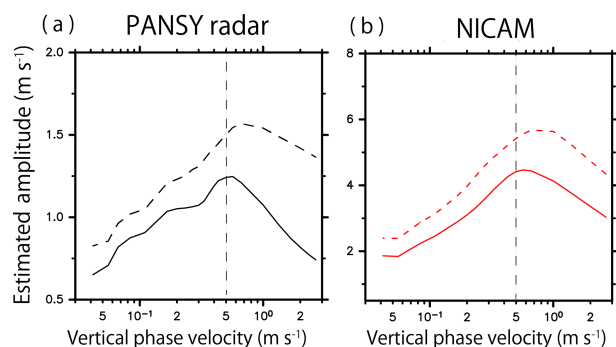 (a) PANSY radar
(b) NICAM
Estimated amplitude (m s⁻¹)
2.0
1.5
1.0
0.5
8
6
4
2
5 10⁻¹ 2 5 10⁰ 2
5 10⁻¹ 2 5 10⁰ 2
Vertical phase velocity (m s⁻¹)
Vertical phase velocity (m s⁻¹)